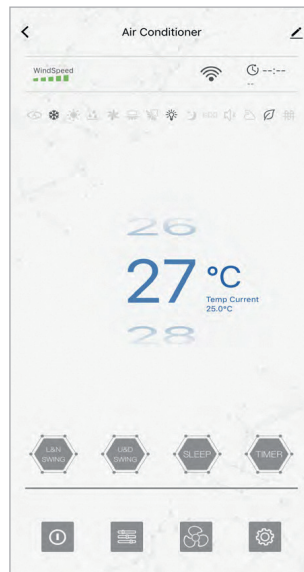 Air Conditioner
WindSpeed
--:--
--
26
27 °C
Temp Current
25.0°C
28
SWING
U&D
SWING
SLEEP
TIMER